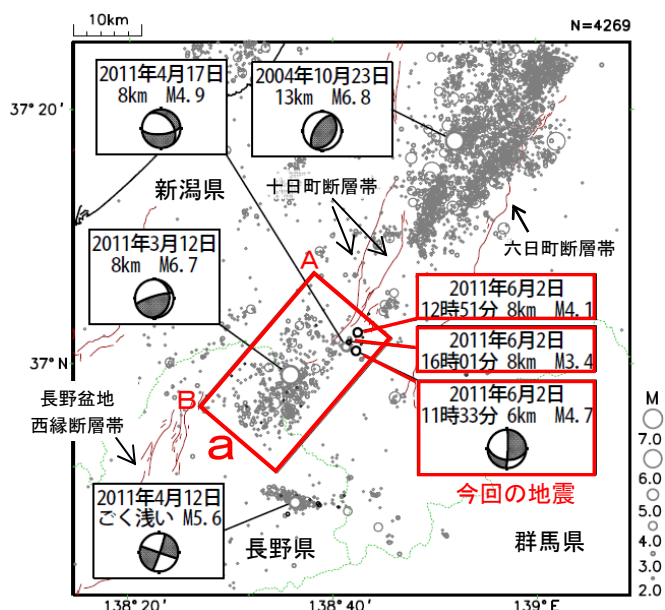 10km
N=4269
2011年4月17日
8km M4.9
2004年10月23日
13km M6.8
37°20'
新潟県
十日町断層帯
六日町断層帯
2011年3月12日
8km M6.7
A
2011年6月2日
12時51分 8km M4.1
2011年6月2日
16時01分 8km M3.4
37°N
2011年6月2日
11時33分 6km M4.7
長野盆地
西縁断層帯
B
a
今回の地震
2011年4月12日
ごく浅い M5.6
長野県
群馬県
M
7.0
6.0
5.0
4.0
3.0
2.0
138°20'
138°40'
139°E